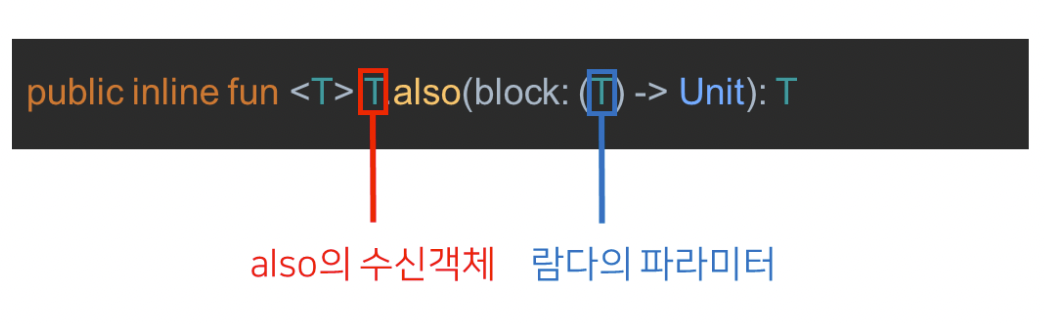 public inline fun <T> T.also(block: (T) -> Unit): T
also의 수신객체 람다의 파라미터